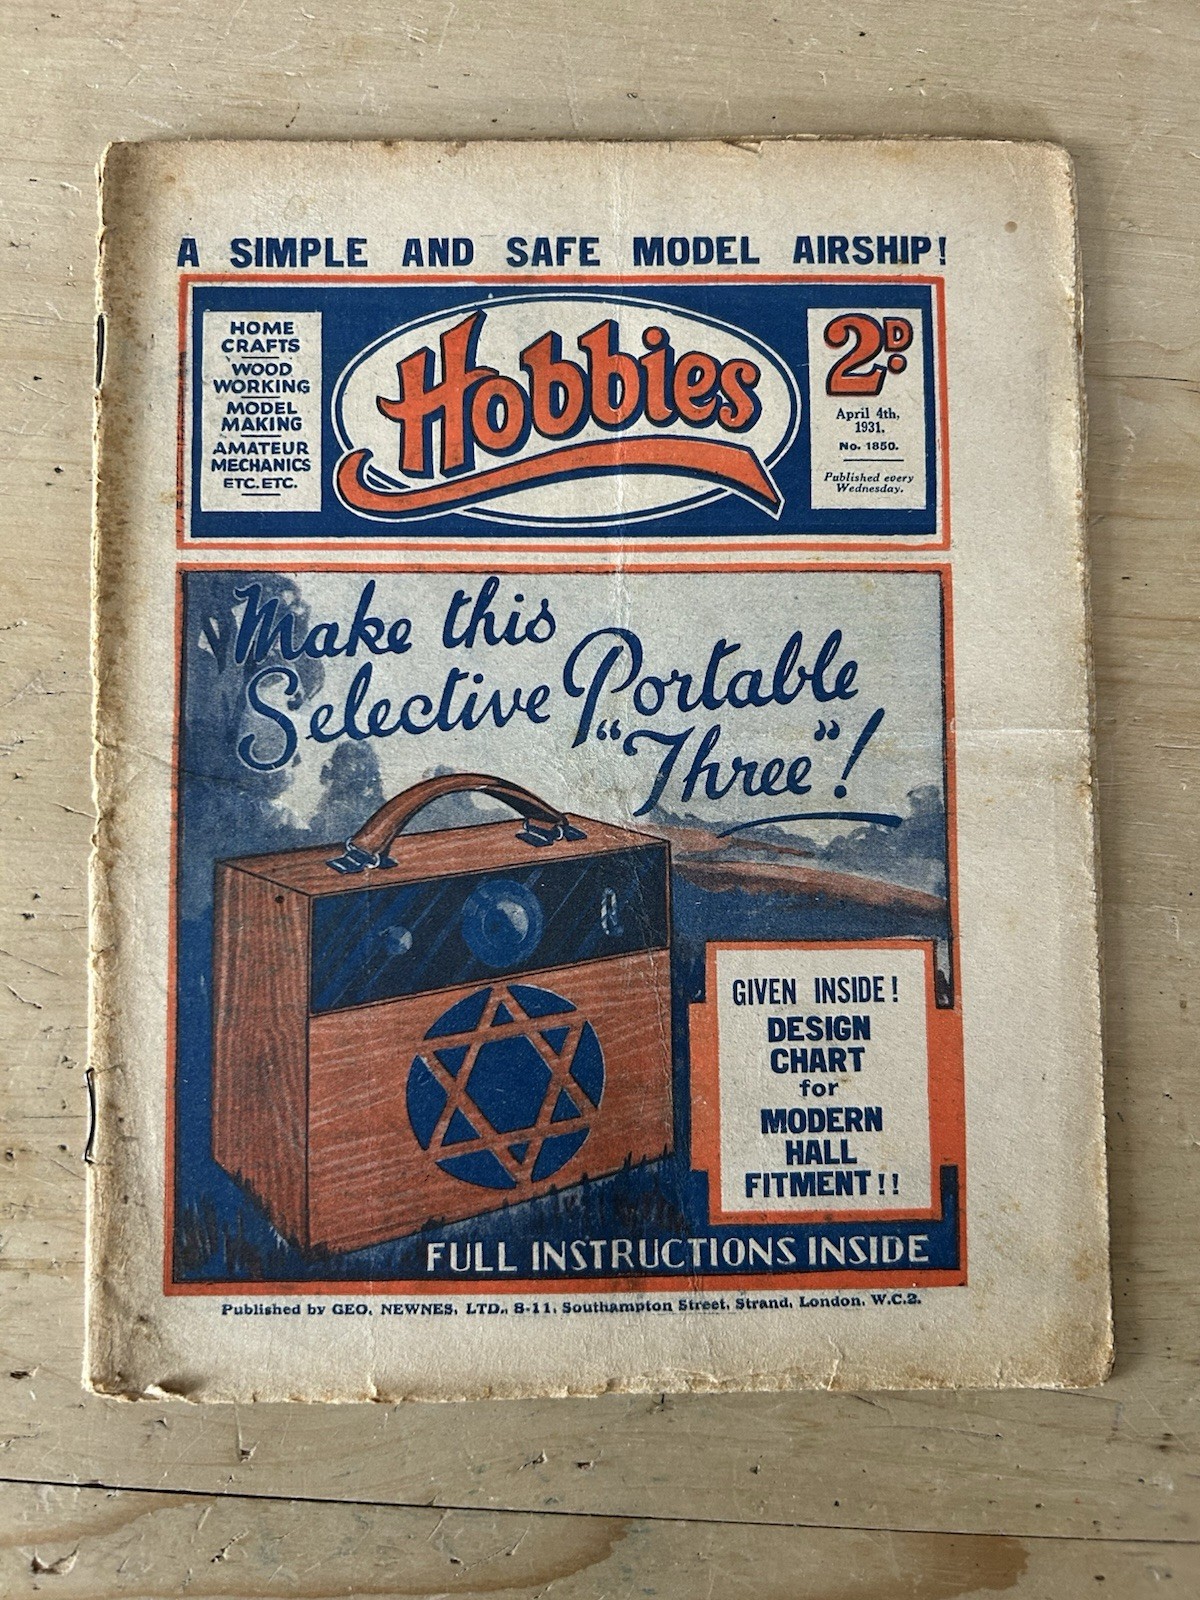 A SIMPLE AND SAFE MODEL AIRSHIP!
HOME
CRAFTS
WOOD
WORKING
MODEL
MAKING
AMATEUR
MECHANICS
ETC. ETC.
Hobbies
2D.
April 4th,
1931.
No. 1850.
Published every
Wednesday.
Make this
Selective Portable
"Three"!
GIVEN INSIDE!
DESIGN
CHART
for
MODERN
HALL
FITMENT!!
FULL INSTRUCTIONS INSIDE
Published by GEO. NEWNES, LTD., 8-11, Southampton Street, Strand, London, W.C.2.